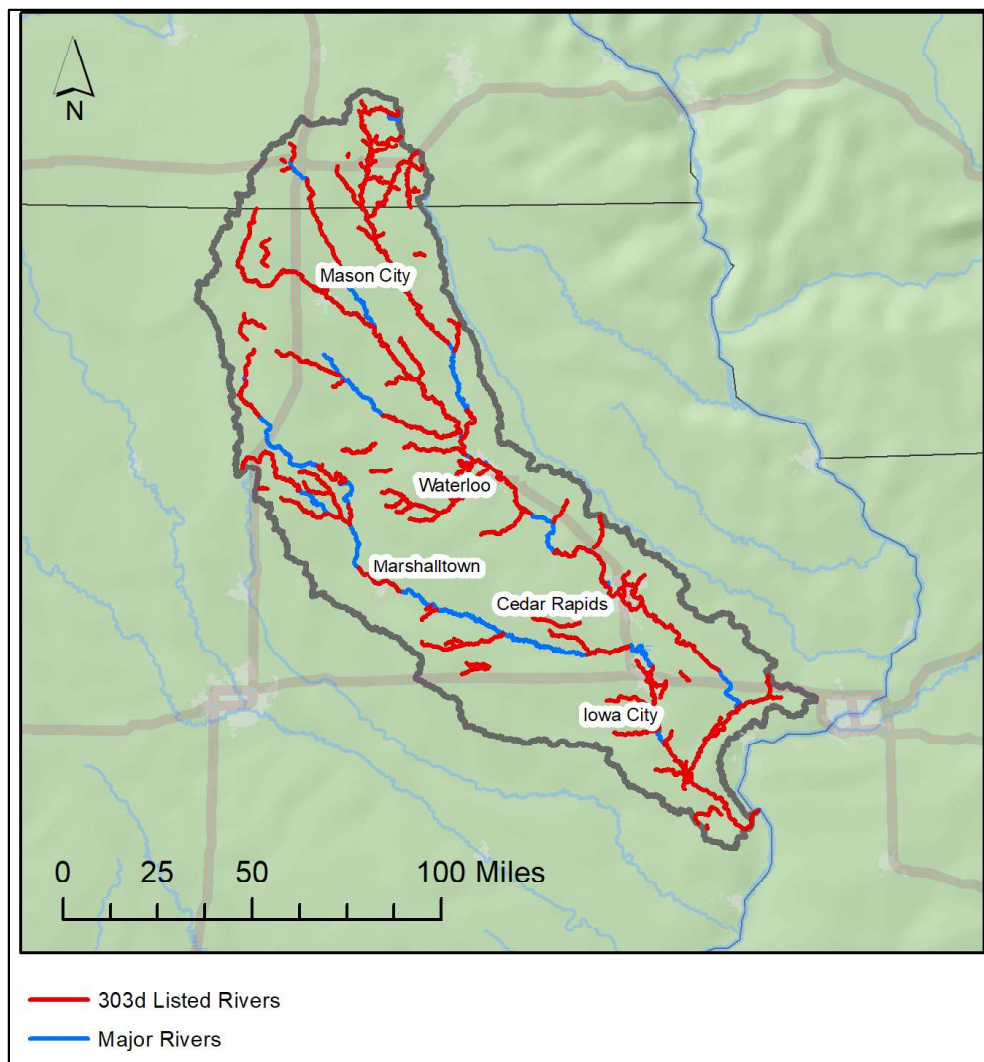 N
Mason City
Waterloo
Marshalltown
Cedar Rapids
Iowa City
0 25 50 100 Miles
303d Listed Rivers
Major Rivers